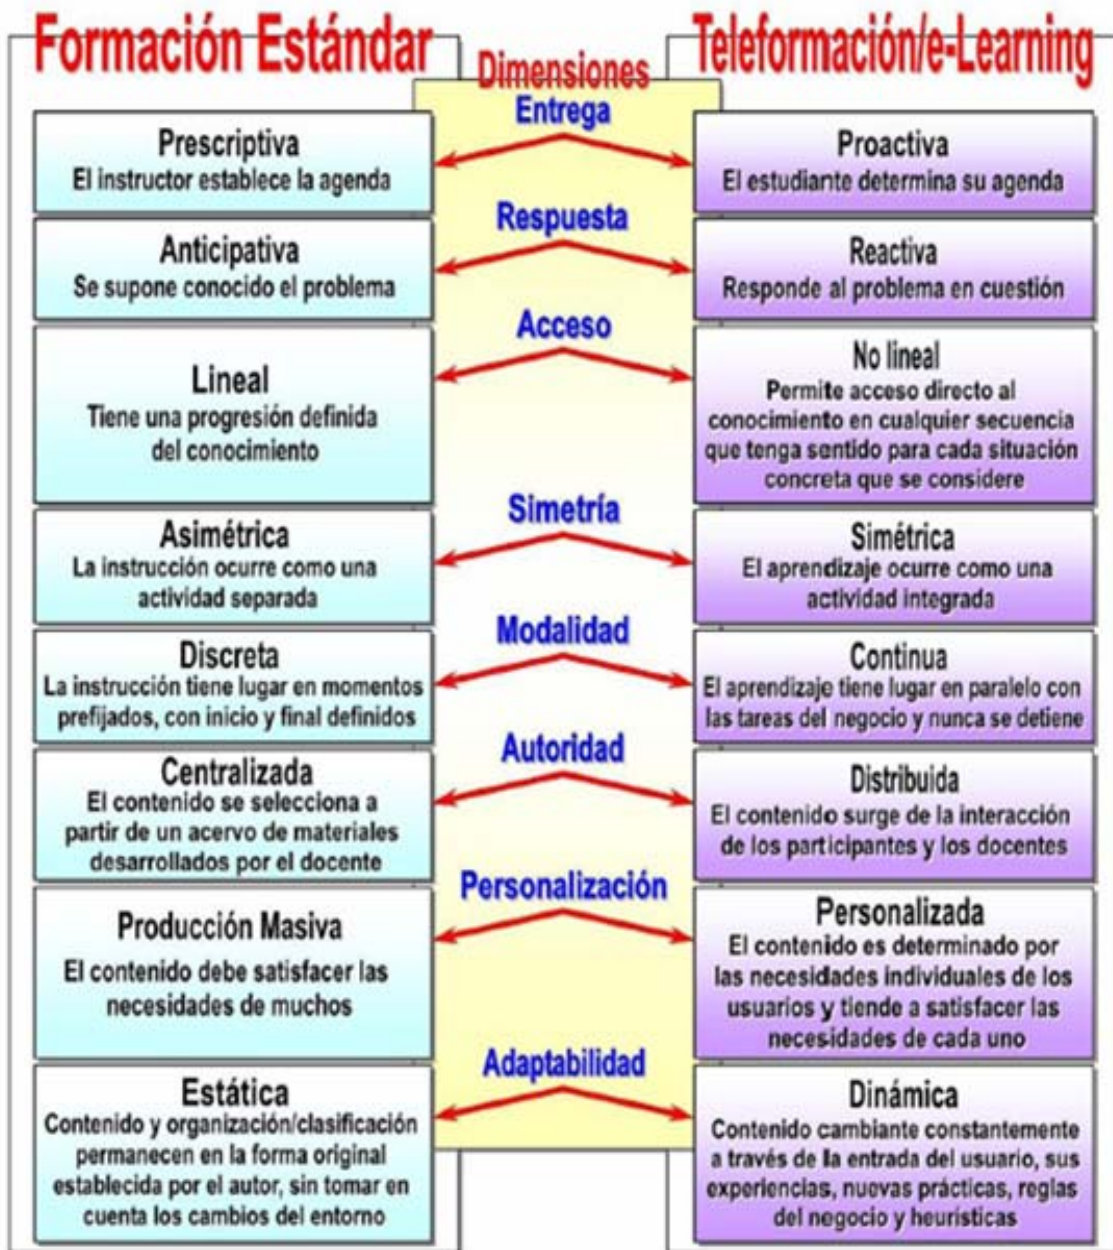 Formación Estándar
Dimensiones
Teleformación/e-Learning
Entrega
Prescriptiva
El instructor establece la agenda
Proactiva
El estudiante determina su agenda
Respuesta
Anticipativa
Se supone conocido el problema
Reactiva
Responde al problema en cuestión
Acceso
Lineal
Tiene una progresión definida
del conocimiento
No lineal
Permite acceso directo al
conocimiento en cualquier secuencia
que tenga sentido para cada situación
concreta que se considere
Simetría
Asimétrica
La instrucción ocurre como una
actividad separada
Simétrica
El aprendizaje ocurre como una
actividad integrada
Modalidad
Discreta
La instrucción tiene lugar en momentos
prefijados, con inicio y final definidos
Continua
El aprendizaje tiene lugar en paralelo con
las tareas del negocio y nunca se detiene
Autoridad
Centralizada
El contenido se selecciona a
partir de un acervo de materiales
desarrollados por el docente
Distribuida
El contenido surge de la interacción
de los participantes y los docentes
Personalización
Producción Masiva
El contenido debe satisfacer las
necesidades de muchos
Personalizada
El contenido es determinado por
las necesidades individuales de los
usuarios y tiende a satisfacer las
necesidades de cada uno
Adaptabilidad
Estática
Contenido y organización/clasificación
permanecen en la forma original
establecida por el autor, sin tomar en
cuenta los cambios del entorno
Dinámica
Contenido cambiante constantemente
a través de la entrada del usuario, sus
experiencias, nuevas prácticas, reglas
del negocio y heurísticas